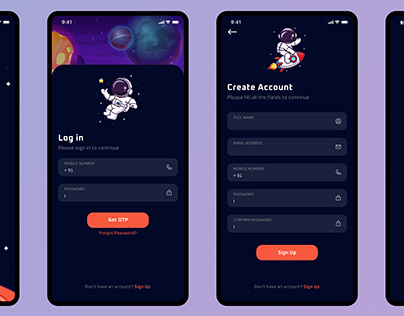 9:41
Log in
Please sign in to continue
MOBILE NUMBER
+ 91
PASSWORD
Get OTP
Forgot Password?
Don't have an account? Sign Up
9:41
Create Account
Please fill all the fields to continue
FULL NAME
EMAIL ADDRESS
MOBILE NUMBER
+ 91
PASSWORD
CONFIRM PASSWORD
Sign Up
Don't have an account? Sign Up